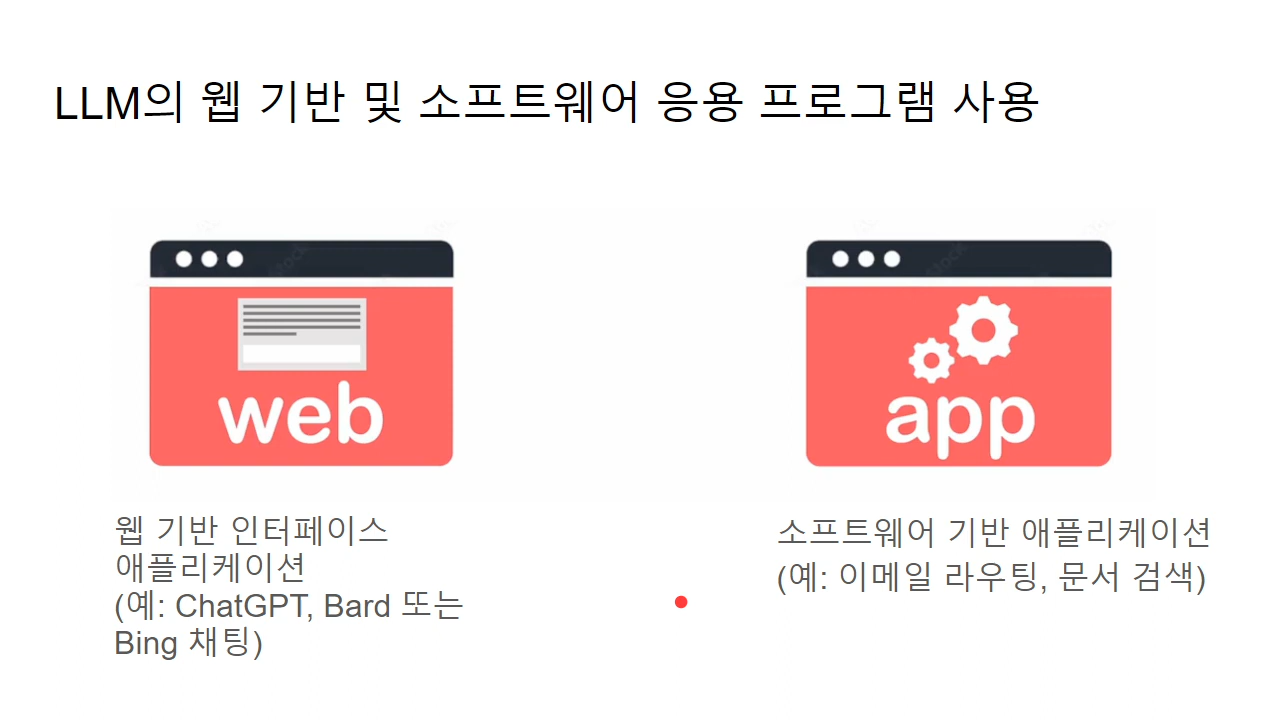 LLM의 웹 기반 및 소프트웨어 응용 프로그램 사용
web
app
웹 기반 인터페이스
애플리케이션
(예: ChatGPT, Bard 또는
Bing 채팅)
소프트웨어 기반 애플리케이션
(예: 이메일 라우팅, 문서 검색)